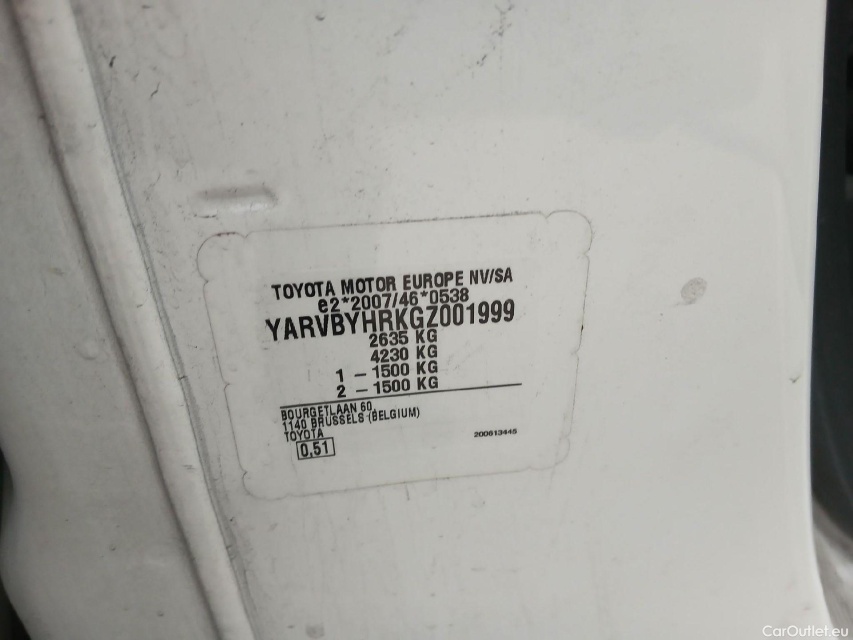 TOYOTA MOTOR EUROPE NV/SA
e2*2007/46*0538
YARVBYHRKGZ001999
2635 KG
4230 KG
1 - 1500 KG
2 - 1500 KG
BOURGETLAAN 60,
1140 BRUSSELS (BELGIUM)
TOYOTA
200613445
0,51
CarOutlet.eu